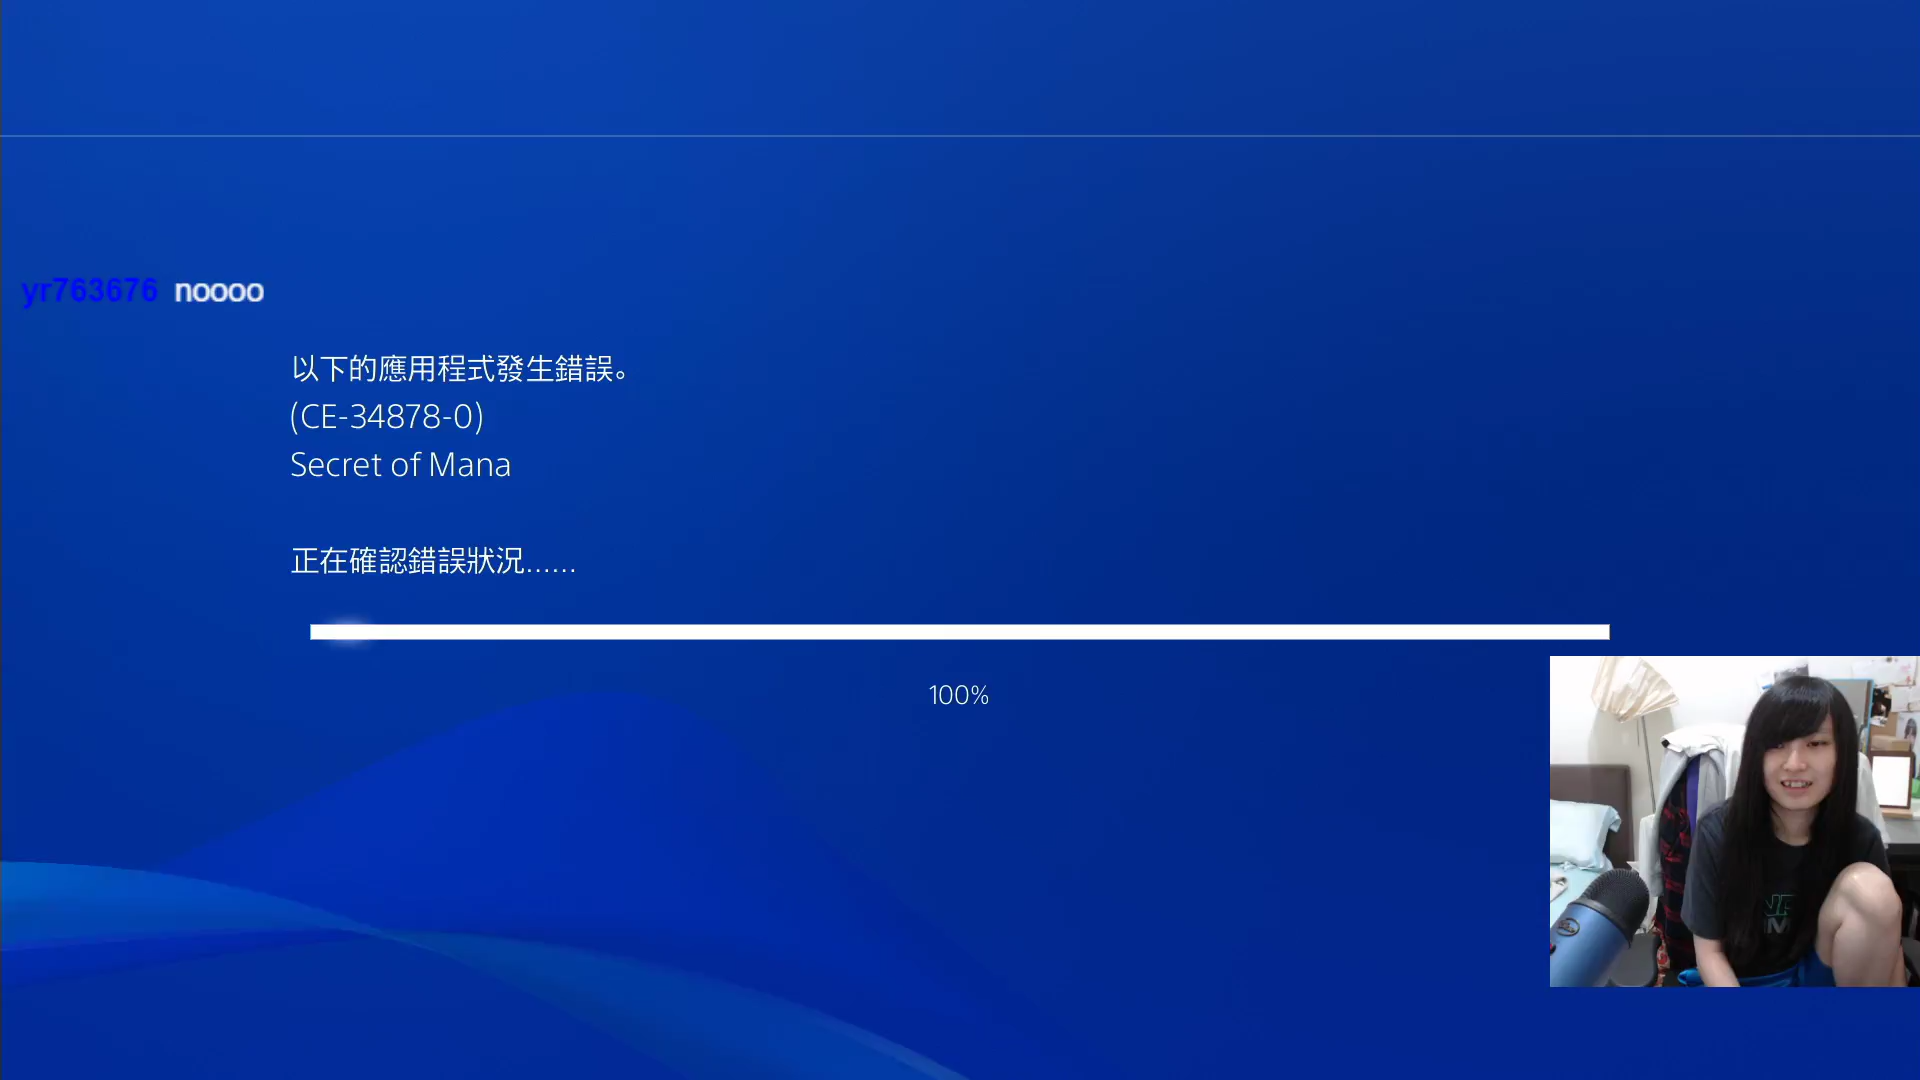 yr763676 noooo
以下的應用程式發生錯誤。
(CE-34878-0)
Secret of Mana
正在確認錯誤狀況......
100%